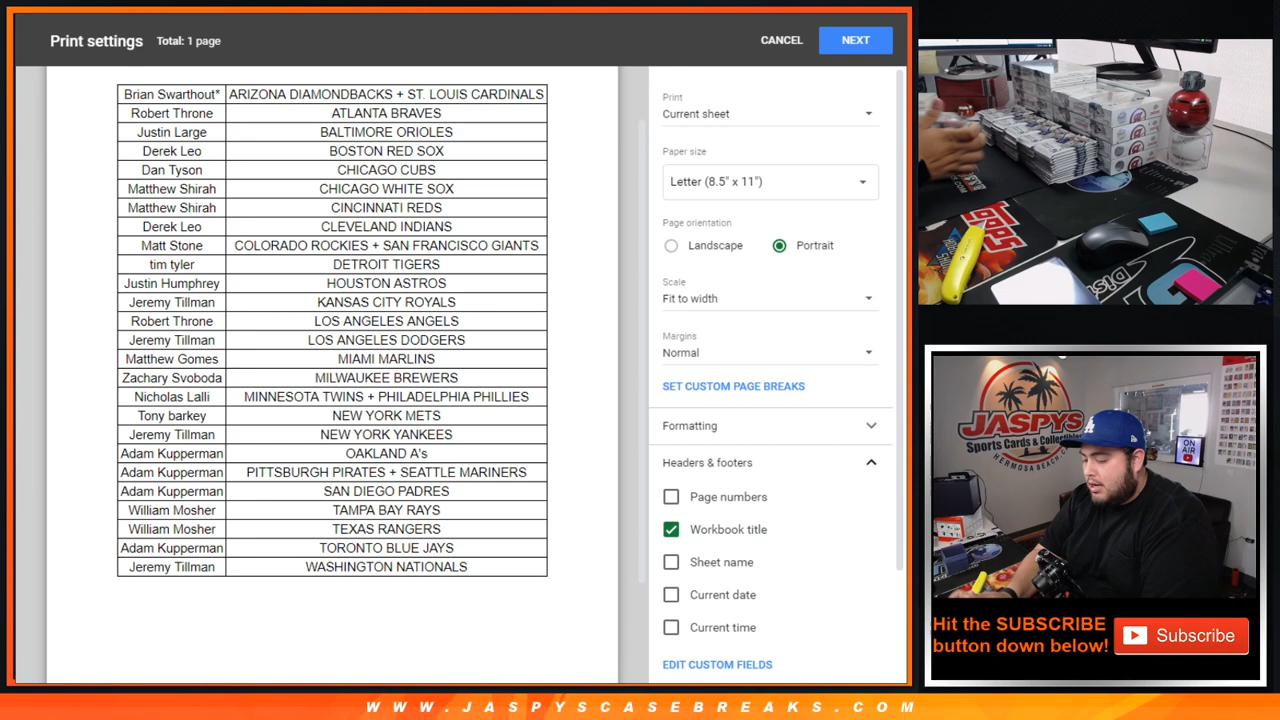 Print settings Total: 1 page CANCEL NEXT
Brian Swarthout* ARIZONA DIAMONDBACKS + ST. LOUIS CARDINALS
Robert Throne ATLANTA BRAVES
Justin Large BALTIMORE ORIOLES
Derek Leo BOSTON RED SOX
Dan Tyson CHICAGO CUBS
Matthew Shirah CHICAGO WHITE SOX
Matthew Shirah CINCINNATI REDS
Derek Leo CLEVELAND INDIANS
Matt Stone COLORADO ROCKIES + SAN FRANCISCO GIANTS
tim tyler DETROIT TIGERS
Justin Humphrey HOUSTON ASTROS
Jeremy Tillman KANSAS CITY ROYALS
Robert Throne LOS ANGELES ANGELS
Jeremy Tillman LOS ANGELES DODGERS
Matthew Gomes MIAMI MARLINS
Zachary Svoboda MILWAUKEE BREWERS
Nicholas Lalli MINNESOTA TWINS + PHILADELPHIA PHILLIES
Tony barkey NEW YORK METS
Jeremy Tillman NEW YORK YANKEES
Adam Kupperman OAKLAND A's
Adam Kupperman PITTSBURGH PIRATES + SEATTLE MARINERS
Adam Kupperman SAN DIEGO PADRES
William Mosher TAMPA BAY RAYS
William Mosher TEXAS RANGERS
Adam Kupperman TORONTO BLUE JAYS
Jeremy Tillman WASHINGTON NATIONALS
Print
Current sheet
Paper size
Letter (8.5" x 11")
Page orientation
Landscape Portrait
Scale
Fit to width
Margins
Normal
SET CUSTOM PAGE BREAKS
Formatting
Headers & footers
Page numbers
Workbook title
Sheet name
Current date
Current time
EDIT CUSTOM FIELDS
topps
JASPYS
Sports Cards & Collectibles
HERMOSA BEACH
ON
AIR
LA
Hit the SUBSCRIBE
button down below!
Subscribe
WWW.JASPYSCASEBREAKS.COM